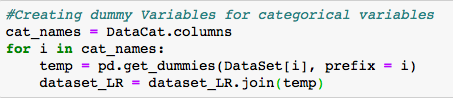 #Creating dummy Variables for categorical variables
cat_names = DataCat.columns
for i in cat_names:
    temp = pd.get_dummies(DataSet[i], prefix = i)
    dataset_LR = dataset_LR.join(temp)